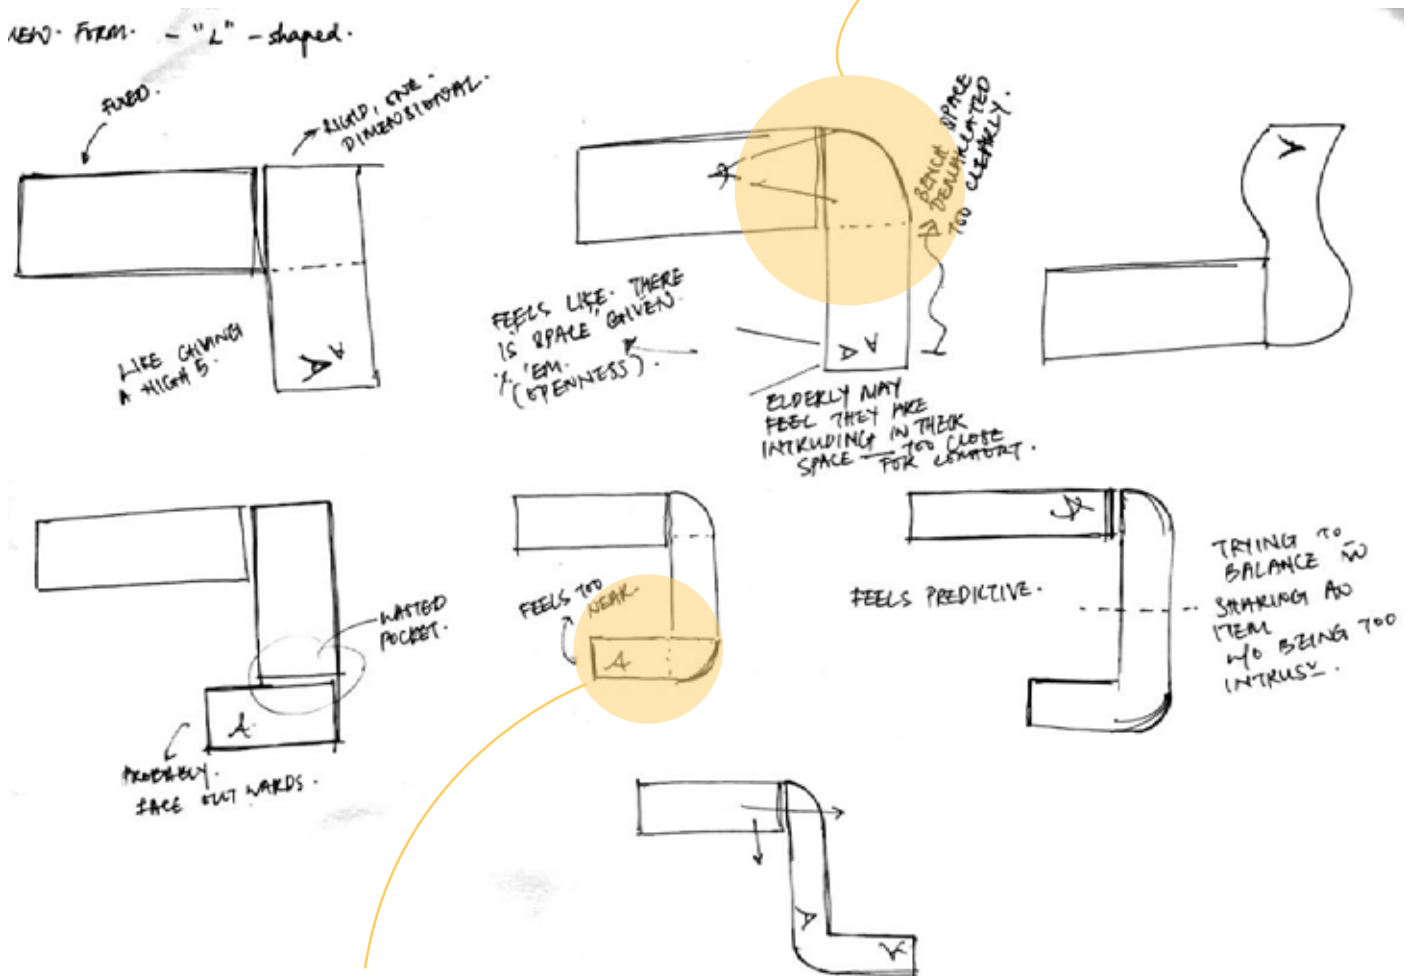 NEW. FORM. - "L" - shaped.
FIXED.
RIGID, ONE.
DIMENSIONAL.
LIKE GIVING
A HIGH 5.
BENCH SPACE
DEMARCATED
TOO CLEARLY.
FEELS LIKE. THERE
IS "SPACE" GIVEN.
'EM.
(OPENNESS).
ELDERLY MAY
FEEL THEY ARE
INTRUDING IN THEIR
SPACE — TOO CLOSE
FOR COMFORT.
WASTED
POCKET.
PROBABLY.
FACE OUTWARDS.
FEELS TOO
NEAR.
FEELS PREDICTIVE.
TRYING TO
BALANCE
SHARING AN
ITEM
W/O BEING TOO